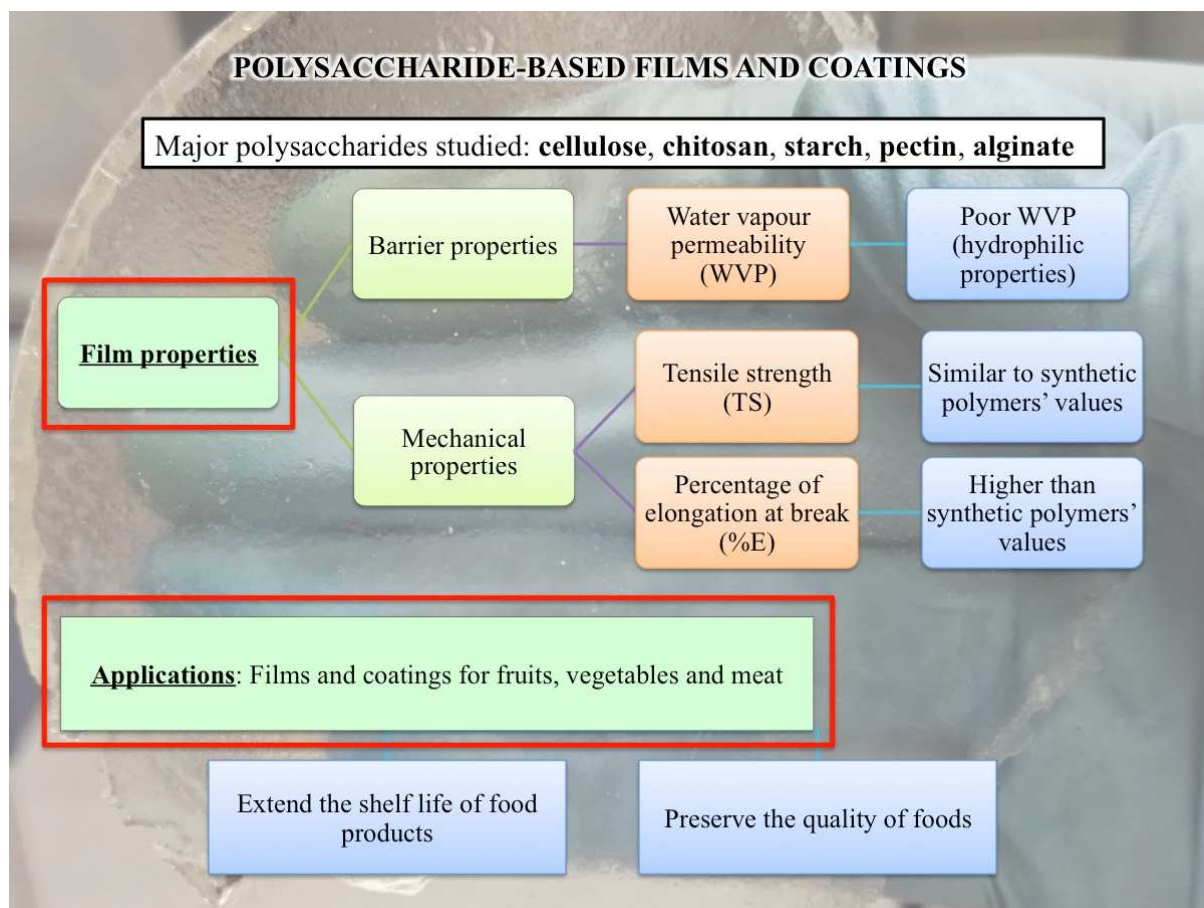 POLYSACCHARIDE-BASED FILMS AND COATINGS
Major polysaccharides studied: cellulose, chitosan, starch, pectin, alginate
Barrier properties
Water vapour
permeability
(WVP)
Poor WVP
(hydrophilic
properties)
Film properties
Mechanical
properties
Tensile strength
(TS)
Similar to synthetic
polymers’ values
Percentage of
elongation at break
(%E)
Higher than
synthetic polymers’
values
Applications: Films and coatings for fruits, vegetables and meat
Extend the shelf life of food
products
Preserve the quality of foods